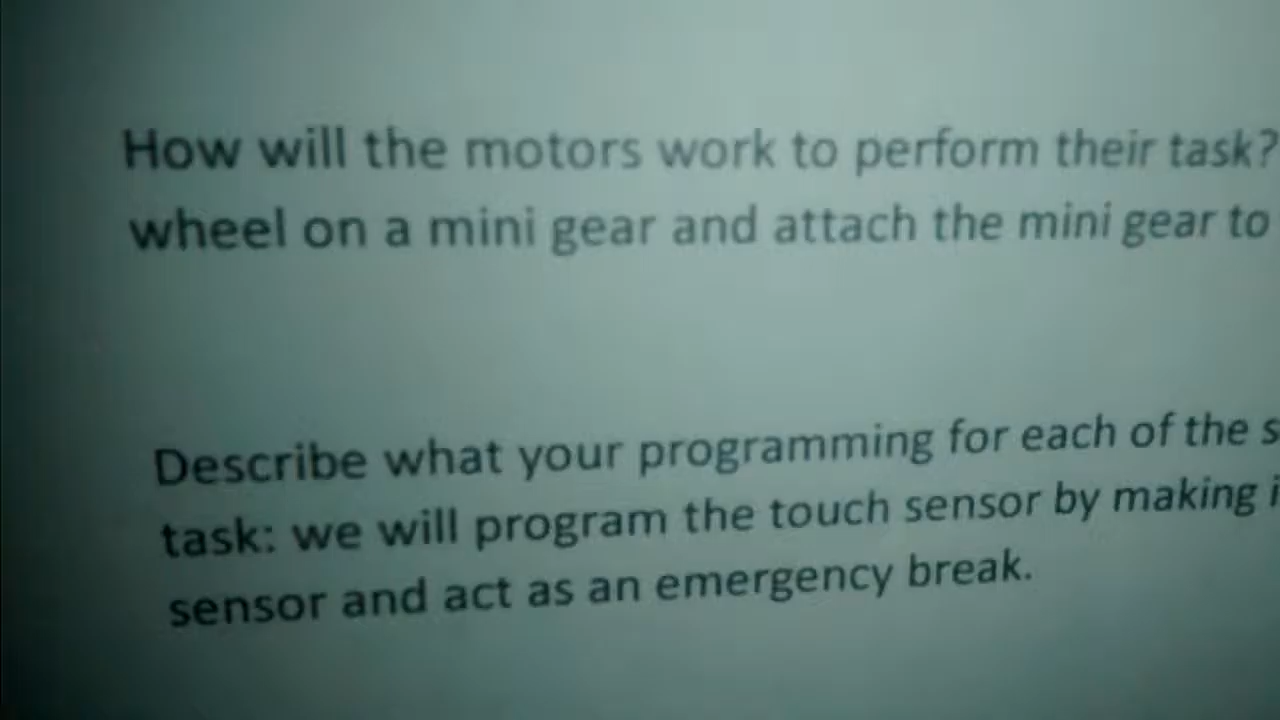 How will the motors work to perform their task?
wheel on a mini gear and attach the mini gear to
Describe what your programming for each of the
task: we will program the touch sensor by making
sensor and act as an emergency break.